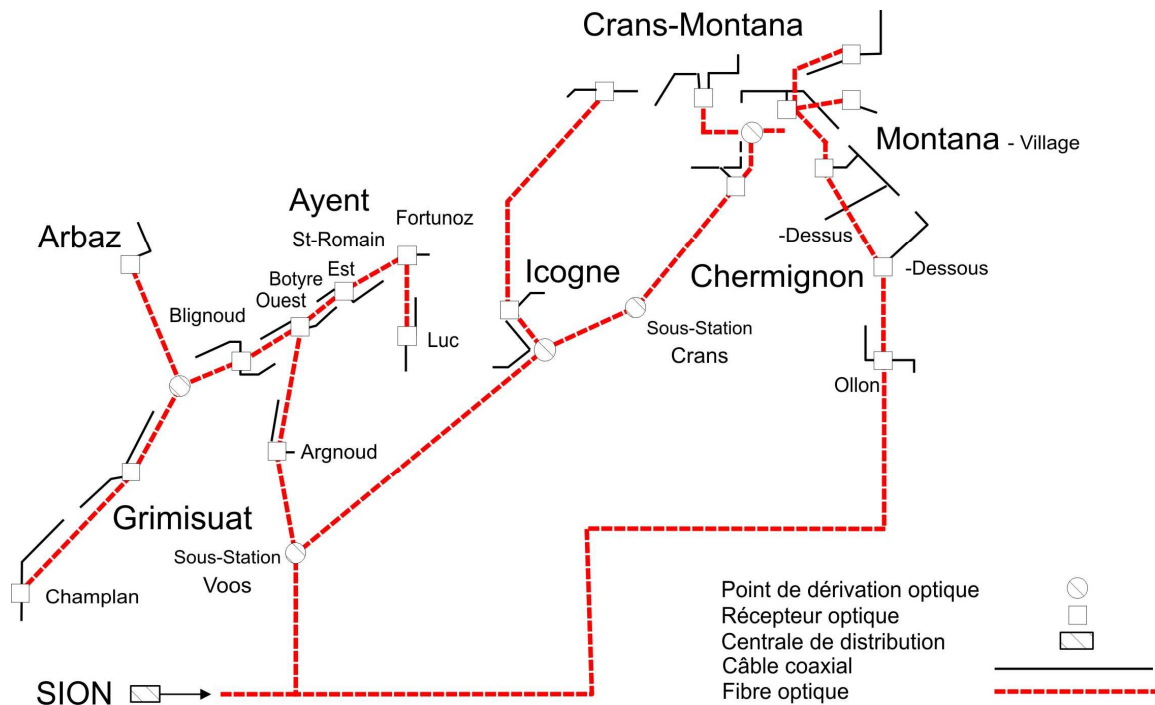 Crans-Montana
Montana - Village
Ayent
Fortunoz
St-Romain
Arbaz
Est
Botyre
Ouest
Icogne
-Dessus
-Dessous
Chermignon
Blignoud
Luc
Sous-Station
Crans
Ollon
Argnoud
Grimisuat
Sous-Station
Voos
Champlan
Point de dérivation optique
Récepteur optique
Centrale de distribution
Câble coaxial
Fibre optique
SION